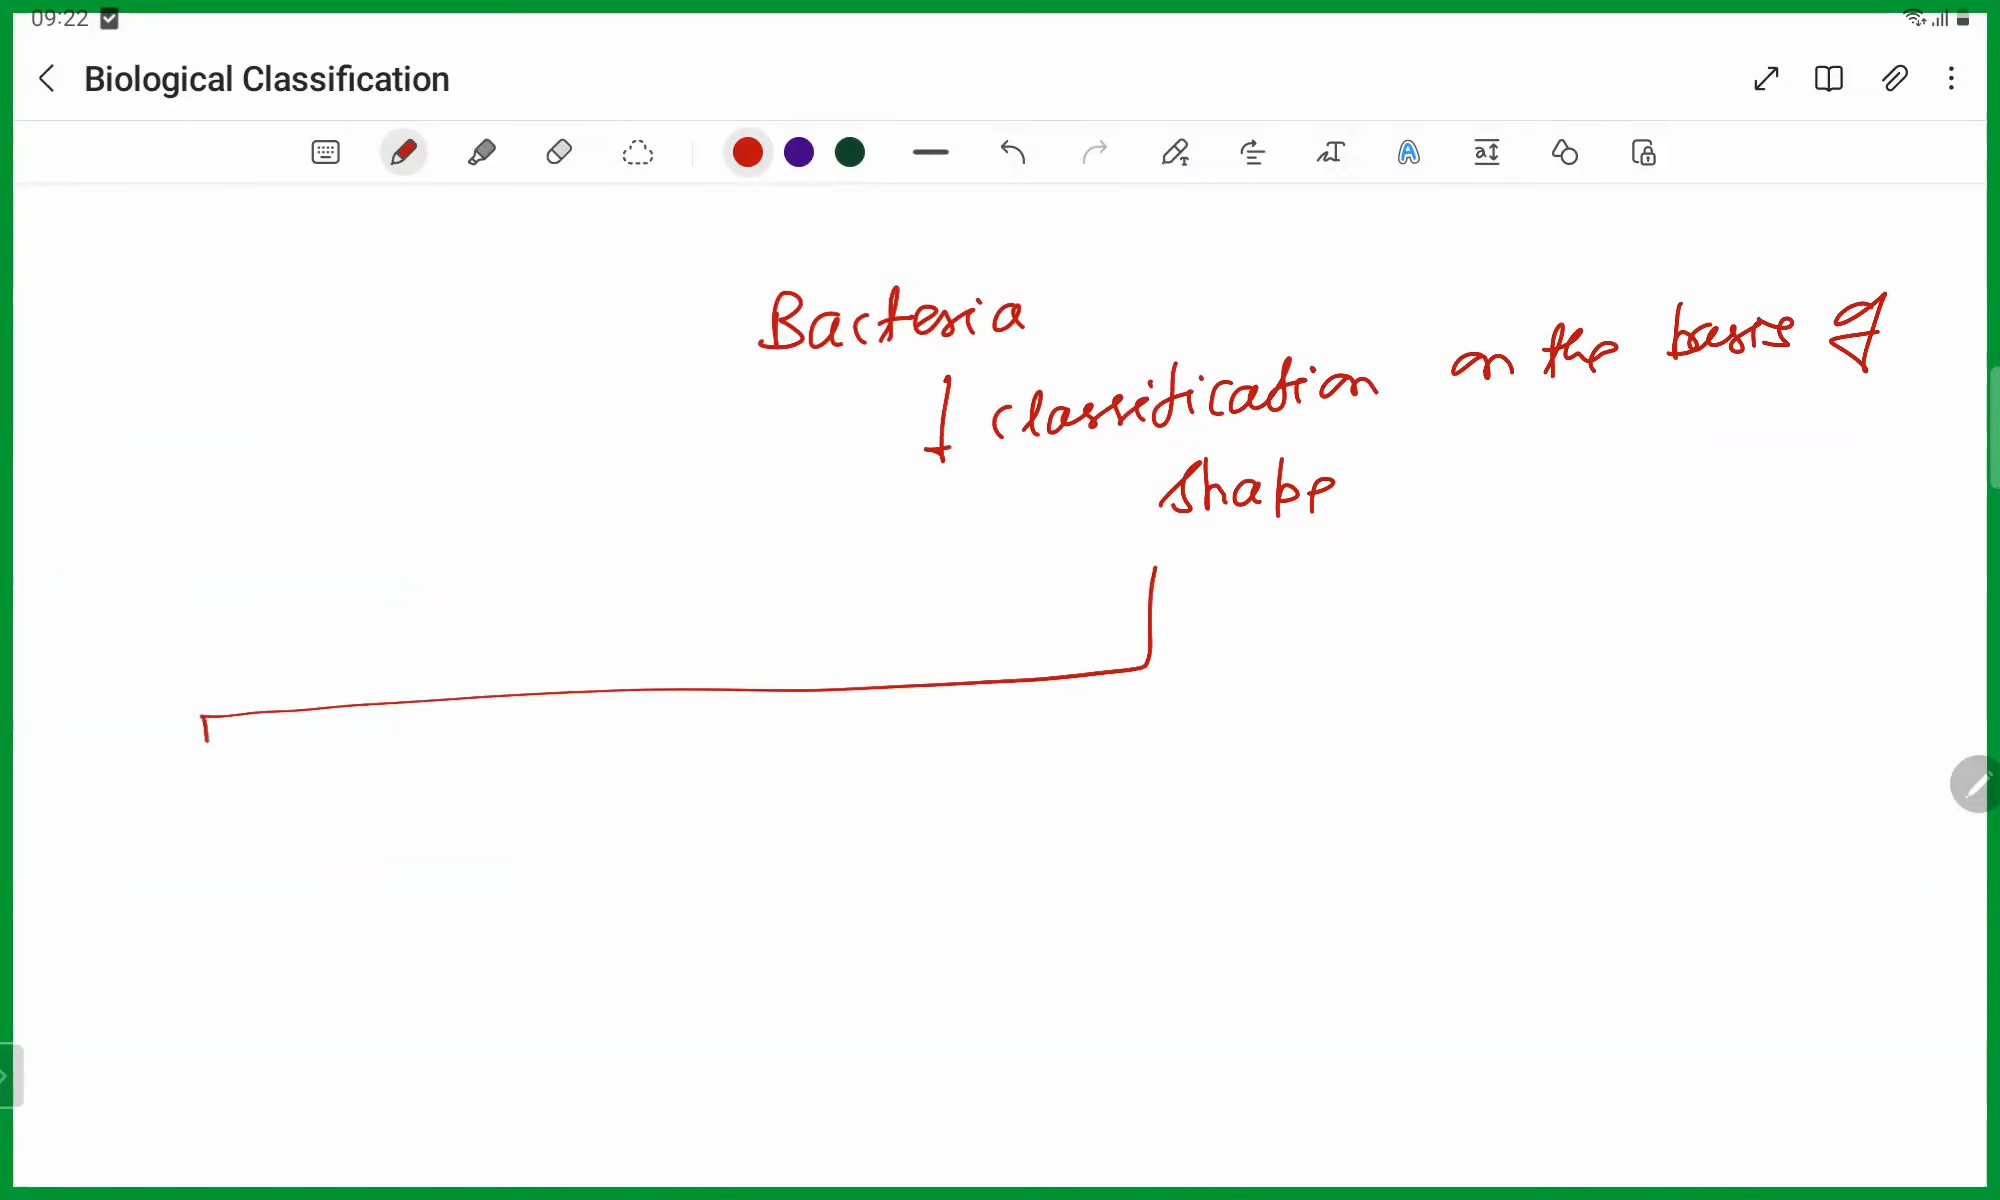 09:22
Biological Classification
Bacteria
classification on the basis of
shape